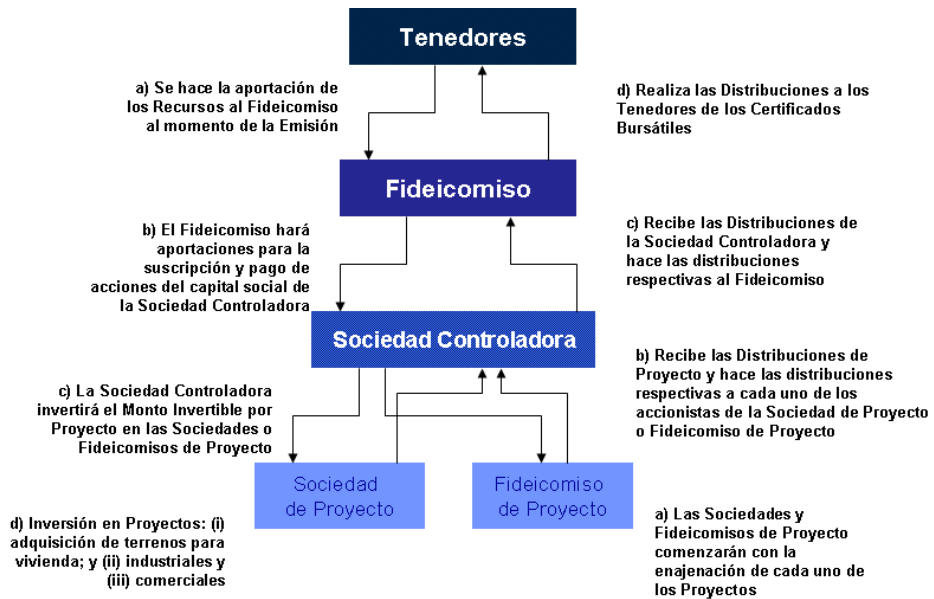 Tenedores
a) Se hace la aportación de
los Recursos al Fideicomiso
al momento de la Emisión
d) Realiza las Distribuciones a los
Tenedores de los Certificados
Bursátiles
Fideicomiso
b) El Fideicomiso hará
aportaciones para la
suscripción y pago de
acciones del capital social de
la Sociedad Controladora
c) Recibe las Distribuciones de
la Sociedad Controladora y
hace las distribuciones
respectivas al Fideicomiso
Sociedad Controladora
c) La Sociedad Controladora
invertirá el Monto Invertible por
Proyecto en las Sociedades o
Fideicomisos de Proyecto
b) Recibe las Distribuciones de
Proyecto y hace las distribuciones
respectivas a cada uno de los
accionistas de la Sociedad de Proyecto
o Fideicomiso de Proyecto
Sociedad
de Proyecto
Fideicomiso
de Proyecto
d) Inversión en Proyectos: (i)
adquisición de terrenos para
vivienda; y (ii) industriales y
(iii) comerciales
a) Las Sociedades y
Fideicomisos de Proyecto
comenzarán con la
enajenación de cada uno de
los Proyectos